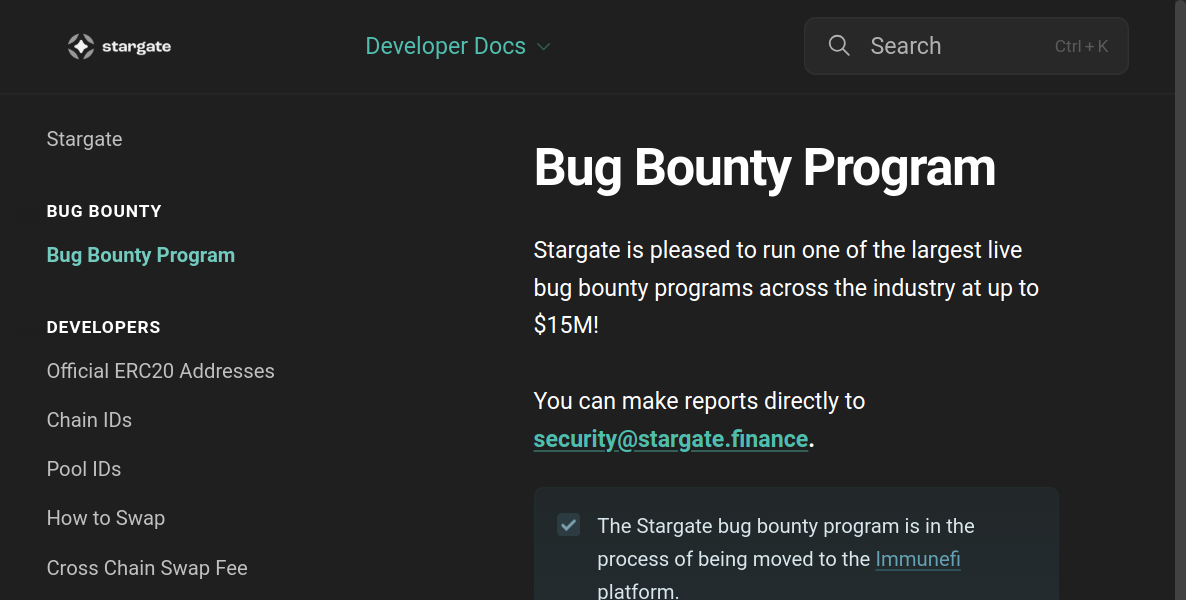 stargate
Developer Docs
Search
Ctrl + K
Stargate
BUG BOUNTY
Bug Bounty Program
DEVELOPERS
Official ERC20 Addresses
Chain IDs
Pool IDs
How to Swap
Cross Chain Swap Fee
Bug Bounty Program
Stargate is pleased to run one of the largest live
bug bounty programs across the industry at up to
$15M!
You can make reports directly to
security@stargate.finance.
The Stargate bug bounty program is in the
process of being moved to the Immunefi
platform.